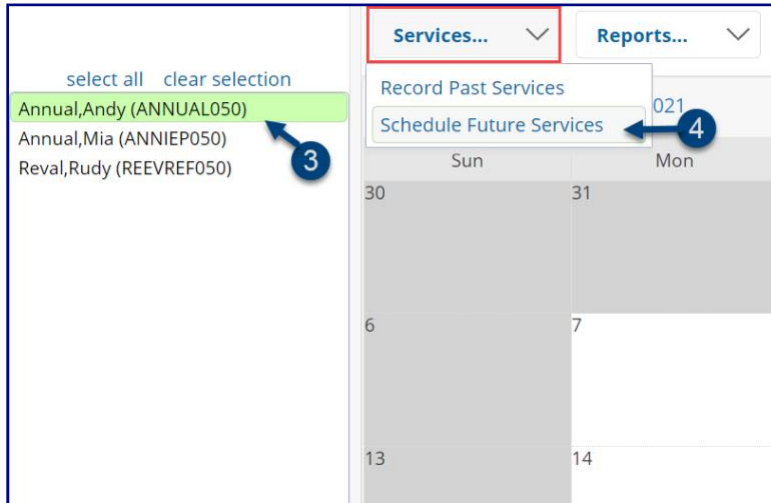 select all clear selection
Annual,Andy (ANNUAL050)
Annual,Mia (ANNIEP050)
Reval,Rudy (REEVREF050)
3
Services... Reports...
Record Past Services
Schedule Future Services
4
021
Sun Mon
30 31
6 7
13 14